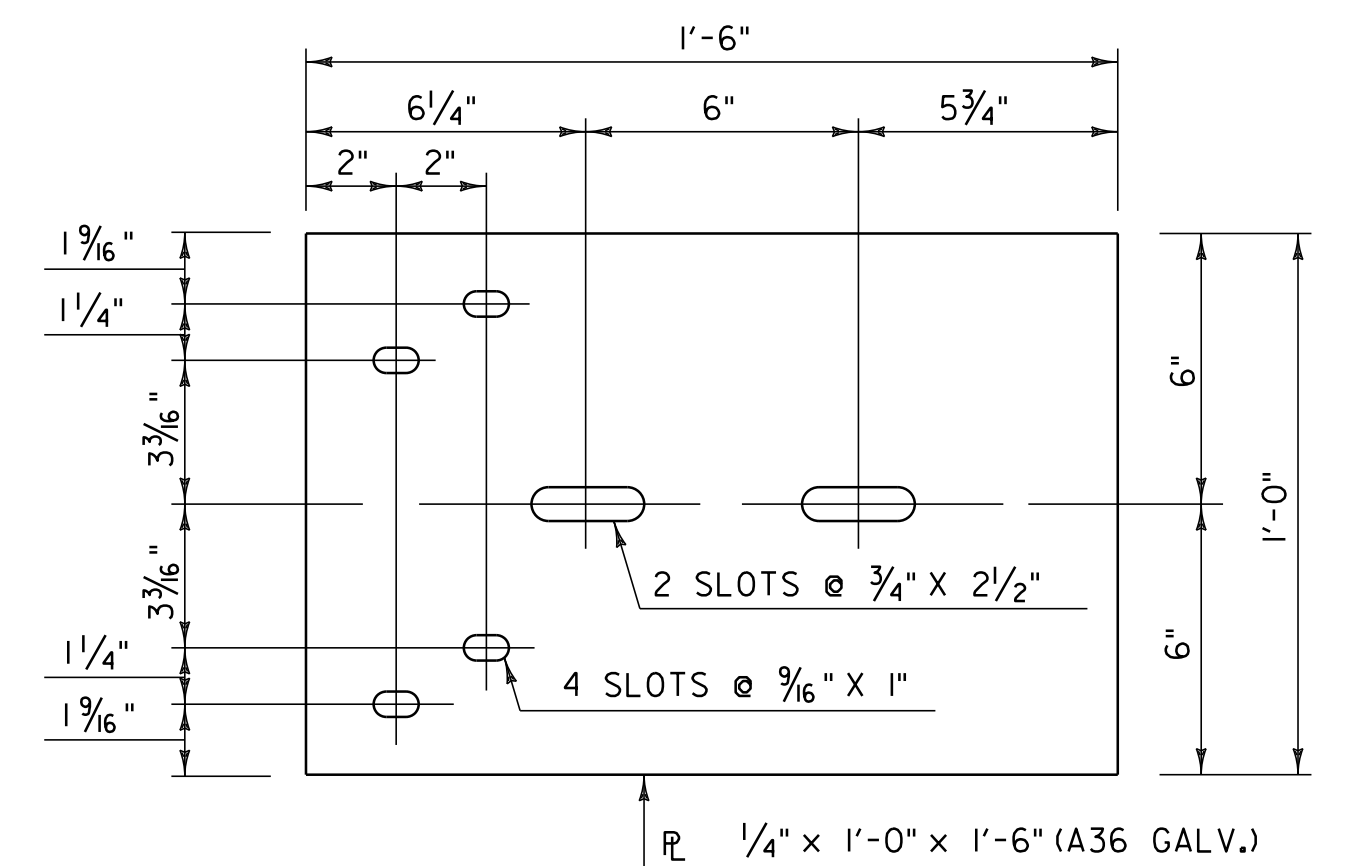 1'-6"
6 1/4" 6" 5 3/4"
2" 2"
1 9/16"
1 1/4"
3 3/16"
3 3/16"
1 1/4"
1 9/16"
6"
1'-0"
6"
2 SLOTS @ 3/4" X 2 1/2"
4 SLOTS @ 9/16" X 1"
PL 1/4" x 1'-0" x 1'-6" (A36 GALV.)